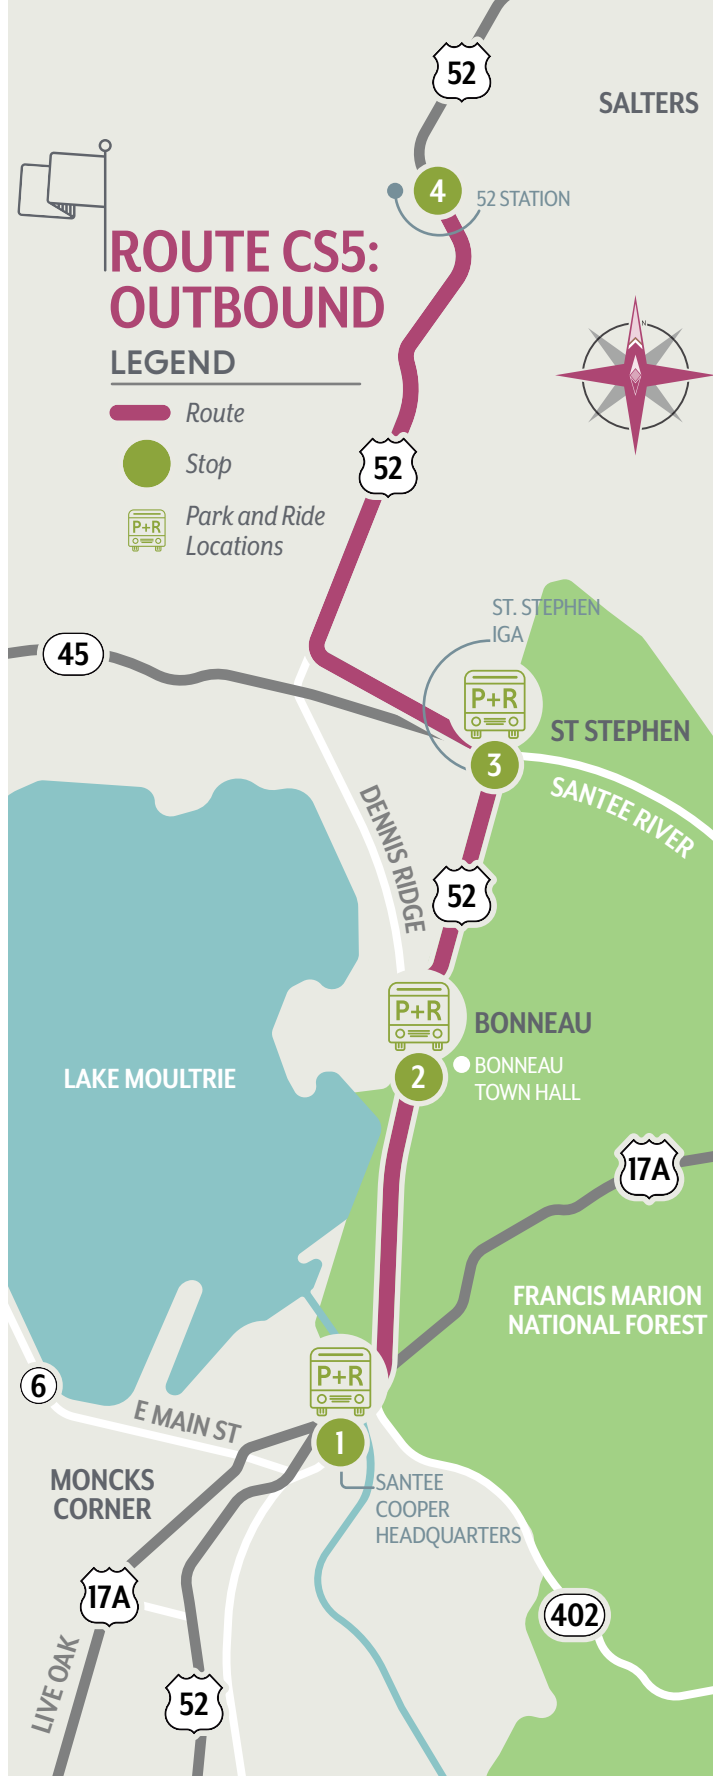 52
SALTERS
4
52 STATION
ROUTE CS5:
OUTBOUND
LEGEND
N
Route
Stop
P+R
Park and Ride
Locations
52
ST. STEPHEN
IGA
45
P+R
ST STEPHEN
3
SANTEE RIVER
DENNIS RIDGE
52
P+R
BONNEAU
2
BONNEAU
TOWN HALL
LAKE MOULTRIE
17A
FRANCIS MARION
NATIONAL FOREST
P+R
6
E MAIN ST
1
MONCKS
CORNER
SANTEE
COOPER
HEADQUARTERS
17A
402
LIVE OAK
52